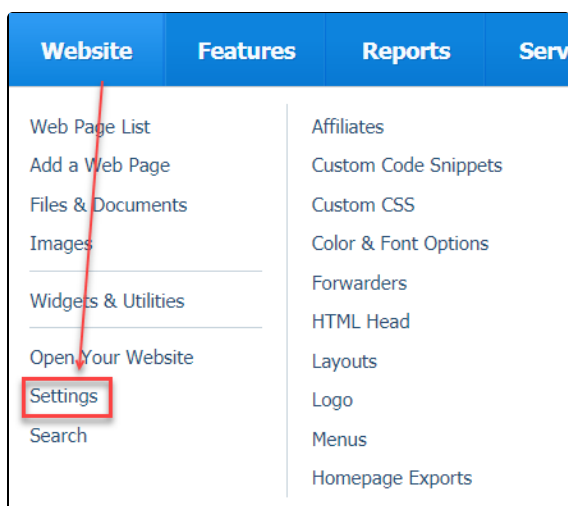 Website Features Reports Serv
Web Page List
Add a Web Page
Files & Documents
Images
Widgets & Utilities
Open Your Website
Settings
Search
Affiliates
Custom Code Snippets
Custom CSS
Color & Font Options
Forwarders
HTML Head
Layouts
Logo
Menus
Homepage Exports